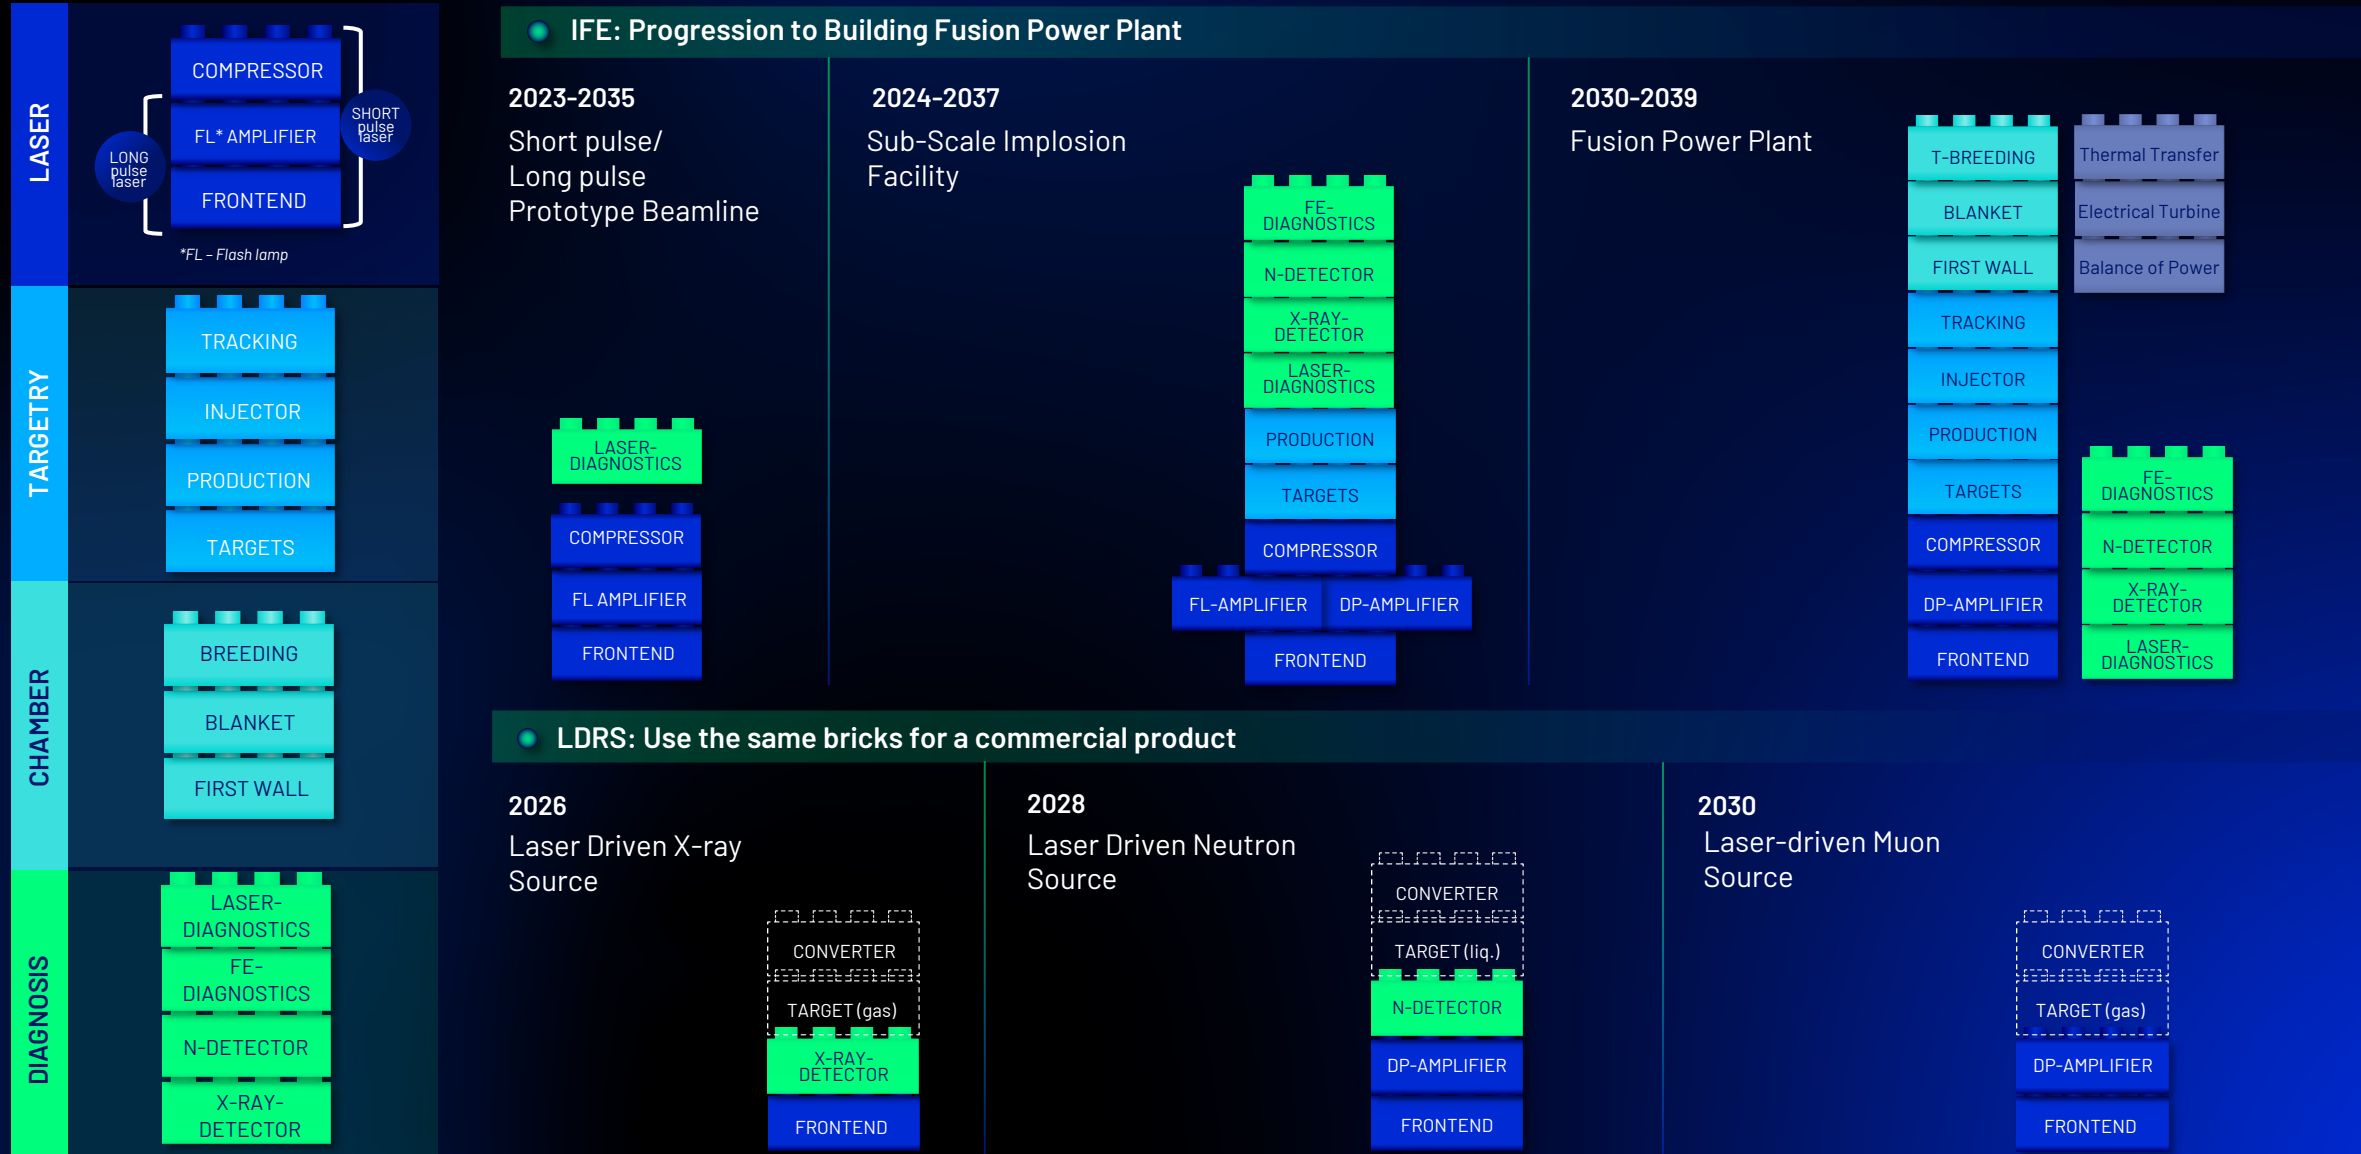 LASER
COMPRESSOR
FL* AMPLIFIER
FRONTEND
LONG
pulse
laser
SHORT
pulse
laser
*FL – Flash lamp
TARGETRY
TRACKING
INJECTOR
PRODUCTION
TARGETS
CHAMBER
BREEDING
BLANKET
FIRST WALL
DIAGNOSIS
LASER-
DIAGNOSTICS
FE-
DIAGNOSTICS
N-DETECTOR
X-RAY-
DETECTOR
IFE: Progression to Building Fusion Power Plant
2023-2035
Short pulse/
Long pulse
Prototype Beamline
LASER-
DIAGNOSTICS
COMPRESSOR
FL AMPLIFIER
FRONTEND
2024-2037
Sub-Scale Implosion
Facility
FE-
DIAGNOSTICS
N-DETECTOR
X-RAY-
DETECTOR
LASER-
DIAGNOSTICS
PRODUCTION
TARGETS
COMPRESSOR
FL-AMPLIFIER
DP-AMPLIFIER
FRONTEND
2030-2039
Fusion Power Plant
T-BREEDING
BLANKET
FIRST WALL
TRACKING
INJECTOR
PRODUCTION
TARGETS
COMPRESSOR
DP-AMPLIFIER
FRONTEND
Thermal Transfer
Electrical Turbine
Balance of Power
FE-
DIAGNOSTICS
N-DETECTOR
X-RAY-
DETECTOR
LASER-
DIAGNOSTICS
LDRS: Use the same bricks for a commercial product
2026
Laser Driven X-ray
Source
CONVERTER
TARGET (gas)
X-RAY-
DETECTOR
FRONTEND
2028
Laser Driven Neutron
Source
CONVERTER
TARGET (liq.)
N-DETECTOR
DP-AMPLIFIER
FRONTEND
2030
Laser-driven Muon
Source
CONVERTER
TARGET (gas)
DP-AMPLIFIER
FRONTEND